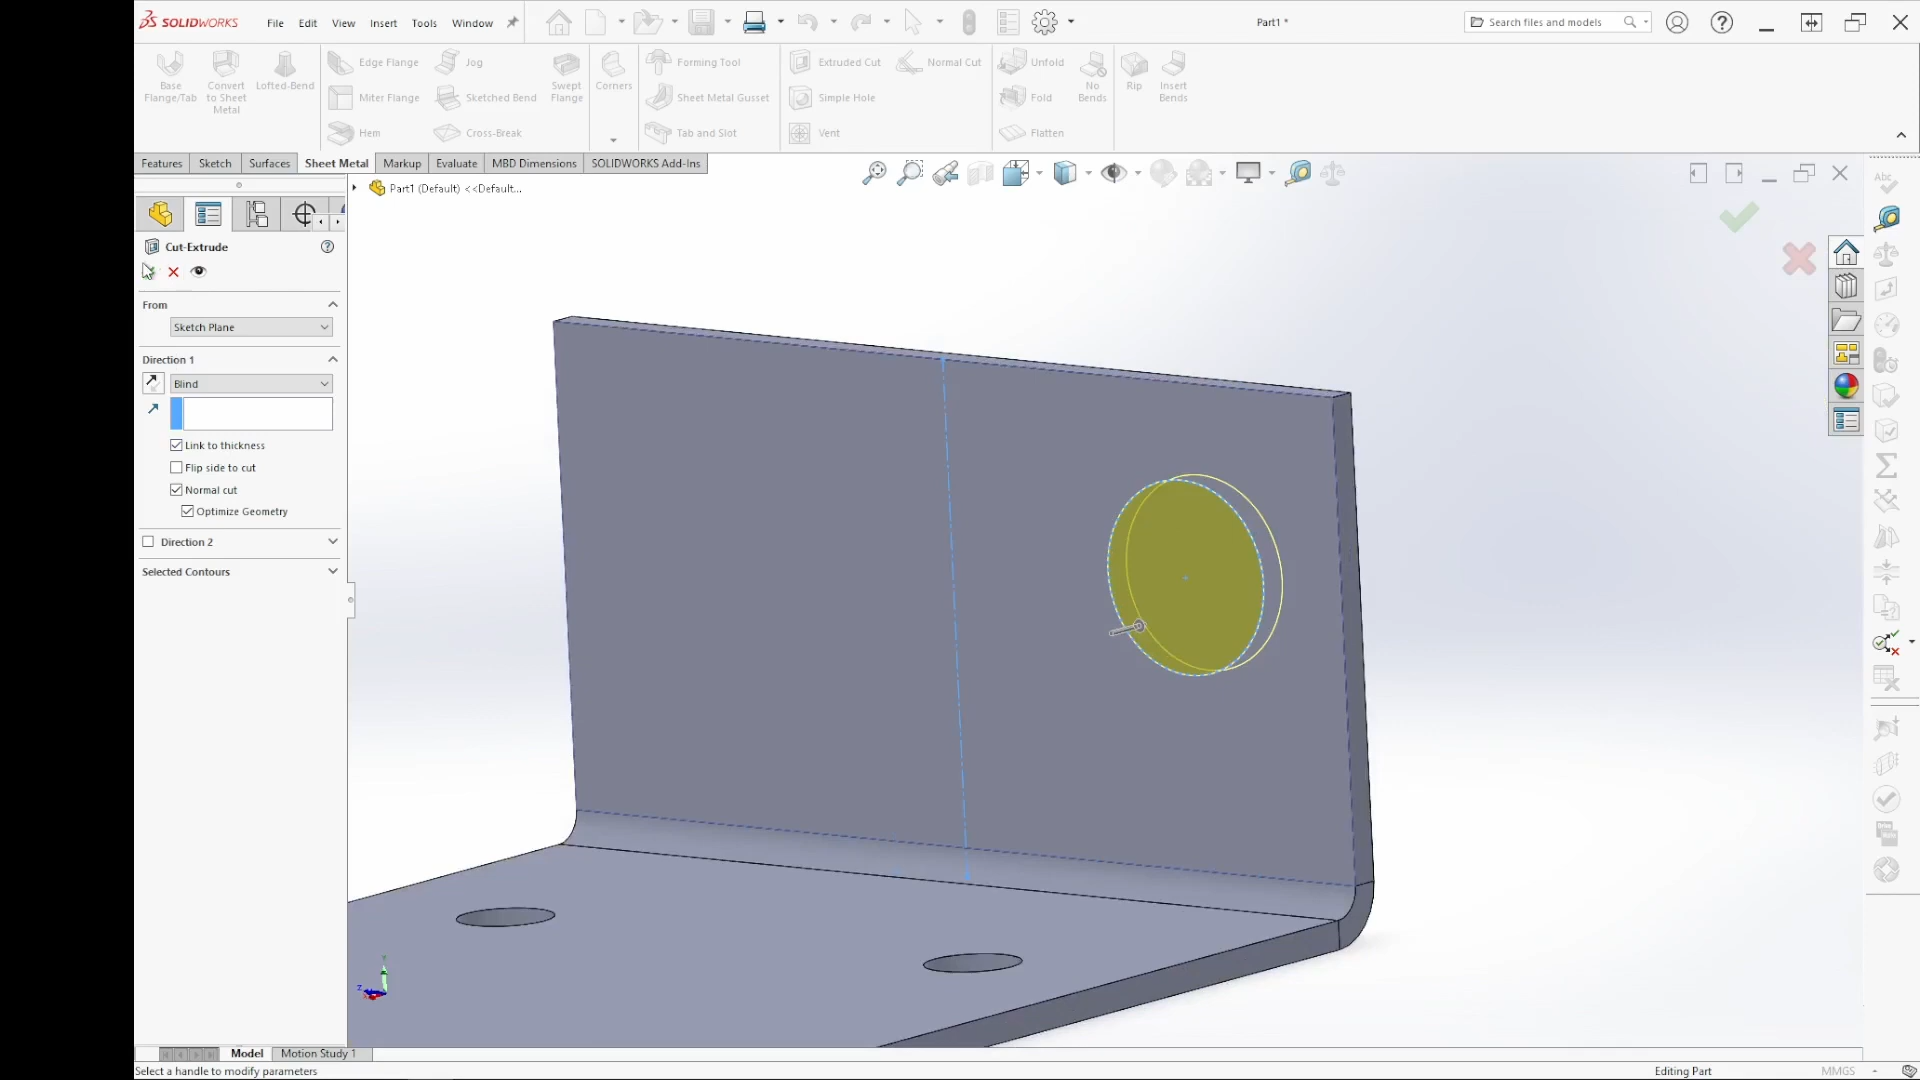 SOLIDWORKS
File Edit View Insert Tools Window
Part1 *
Search files and models
Base Flange/Tab
Convert to Sheet Metal
Lofted-Bend
Edge Flange
Miter Flange
Hem
Jog
Sketched Bend
Cross-Break
Swept Flange
Corners
Forming Tool
Sheet Metal Gusset
Tab and Slot
Extruded Cut
Simple Hole
Vent
Normal Cut
Unfold
Fold
Flatten
No Bends
Rip
Insert Bends
Features Sketch Surfaces Sheet Metal Markup Evaluate MBD Dimensions SOLIDWORKS Add-Ins
Part1 (Default) <<Default...
Cut-Extrude
From
Sketch Plane
Direction 1
Blind
Link to thickness
Flip side to cut
Normal cut
Optimize Geometry
Direction 2
Selected Contours
Abc
Model Motion Study 1
Select a handle to modify parameters
Editing Part
MMGS